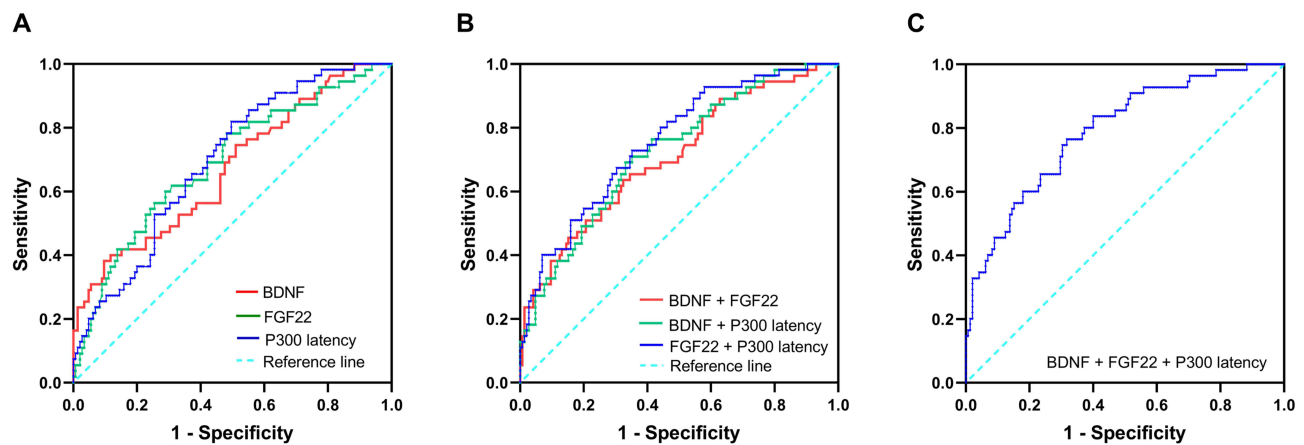 A
B
C
Sensitivity
1.0
0.8
0.6
0.4
0.2
0.0
BDNF
FGF22
P300 latency
Reference line
0.0 0.2 0.4 0.6 0.8 1.0
1 - Specificity
Sensitivity
1.0
0.8
0.6
0.4
0.2
0.0
BDNF + FGF22
BDNF + P300 latency
FGF22 + P300 latency
Reference line
0.0 0.2 0.4 0.6 0.8 1.0
1 - Specificity
Sensitivity
1.0
0.8
0.6
0.4
0.2
0.0
BDNF + FGF22 + P300 latency
0.0 0.2 0.4 0.6 0.8 1.0
1 - Specificity